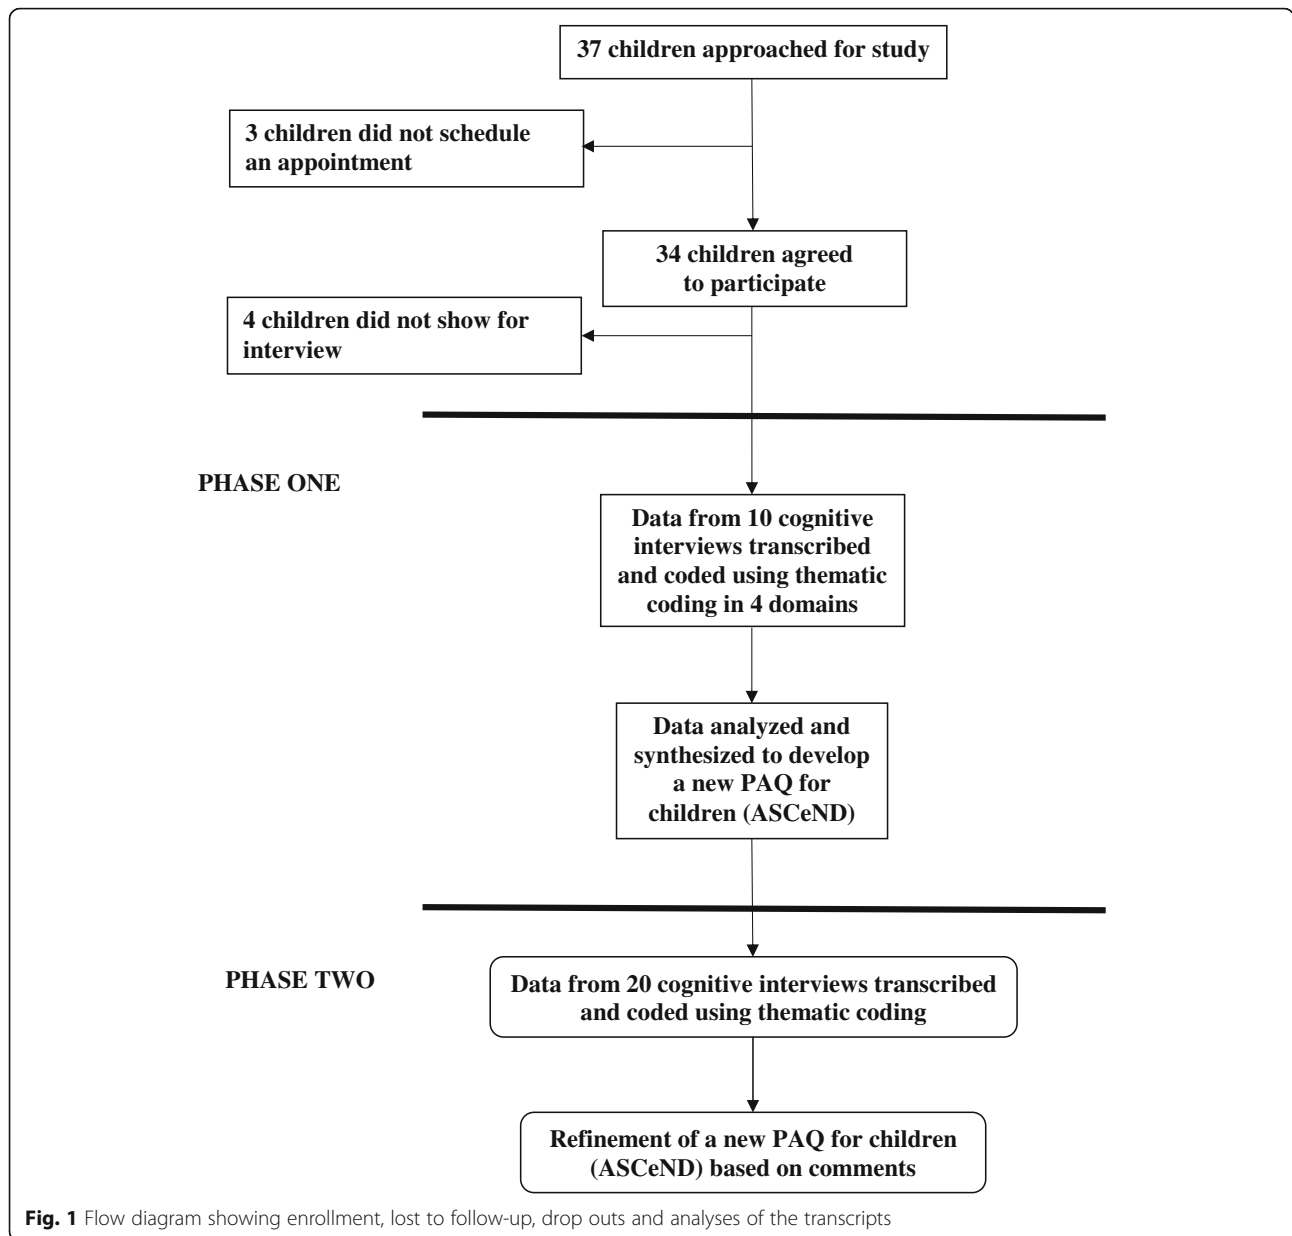 37 children approached for study
3 children did not schedule
an appointment
34 children agreed
to participate
4 children did not show for
interview
PHASE ONE
Data from 10 cognitive
interviews transcribed
and coded using thematic
coding in 4 domains
Data analyzed and
synthesized to develop
a new PAQ for
children (ASCeND)
PHASE TWO
Data from 20 cognitive interviews transcribed
and coded using thematic coding
Refinement of a new PAQ for children
(ASCeND) based on comments
Fig. 1 Flow diagram showing enrollment, lost to follow-up, drop outs and analyses of the transcripts